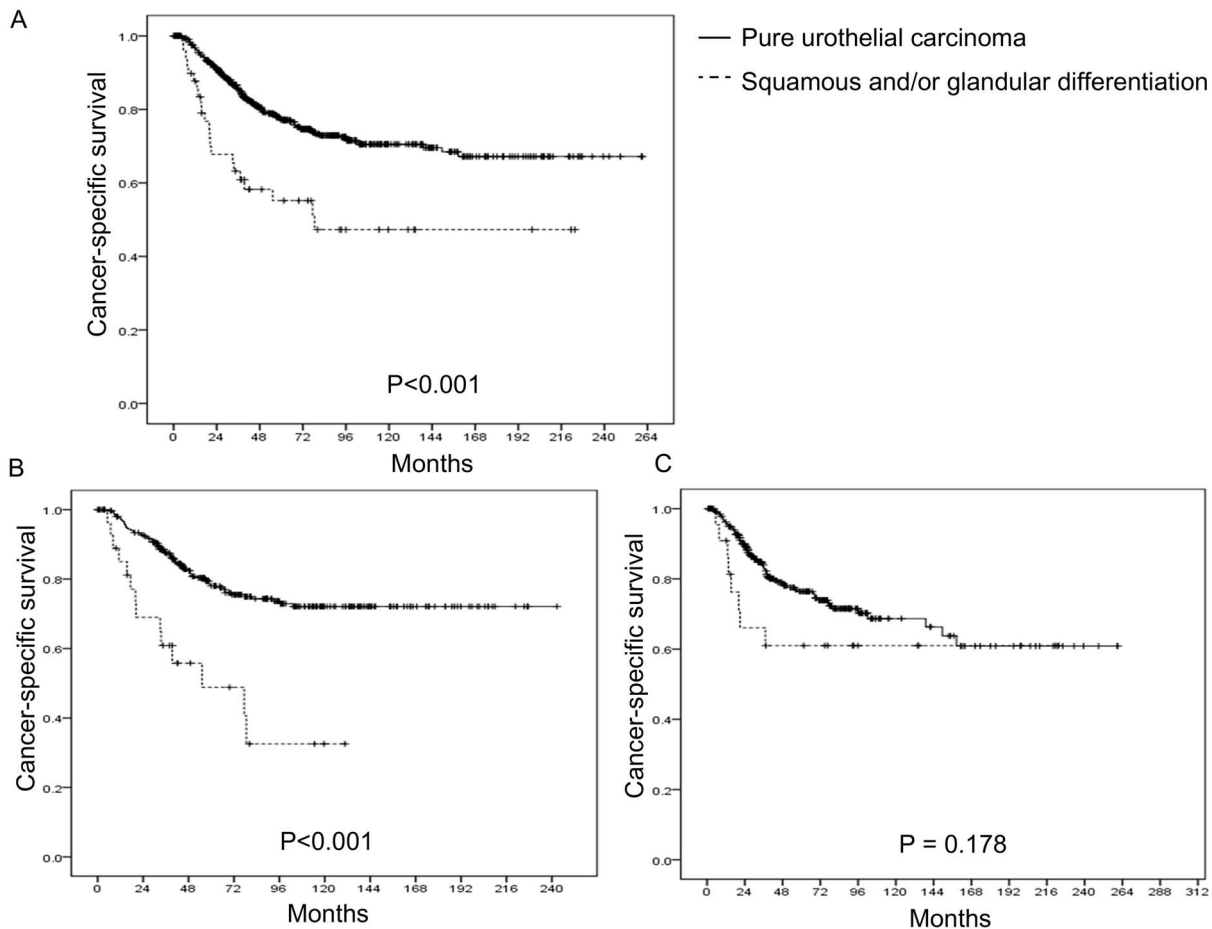 A
Pure urothelial carcinoma
Squamous and/or glandular differentiation
Cancer-specific survival
1.0
0.8
0.6
0.4
0.2
0.0
P<0.001
0 24 48 72 96 120 144 168 192 216 240 264
Months
B
Cancer-specific survival
1.0
0.8
0.6
0.4
0.2
0.0
P<0.001
0 24 48 72 96 120 144 168 192 216 240
Months
C
Cancer-specific survival
1.0
0.8
0.6
0.4
0.2
0.0
P = 0.178
0 24 48 72 96 120 144 168 192 216 240 264 288 312
Months